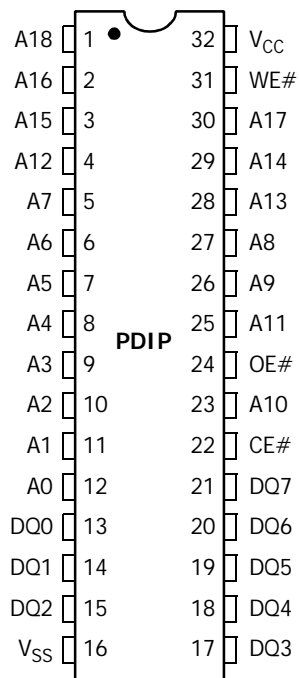 A18 1 32 VCC
A16 2 31 WE#
A15 3 30 A17
A12 4 29 A14
A7 5 28 A13
A6 6 27 A8
A5 7 26 A9
A4 8 25 A11
PDIP
A3 9 24 OE#
A2 10 23 A10
A1 11 22 CE#
A0 12 21 DQ7
DQ0 13 20 DQ6
DQ1 14 19 DQ5
DQ2 15 18 DQ4
VSS 16 17 DQ3